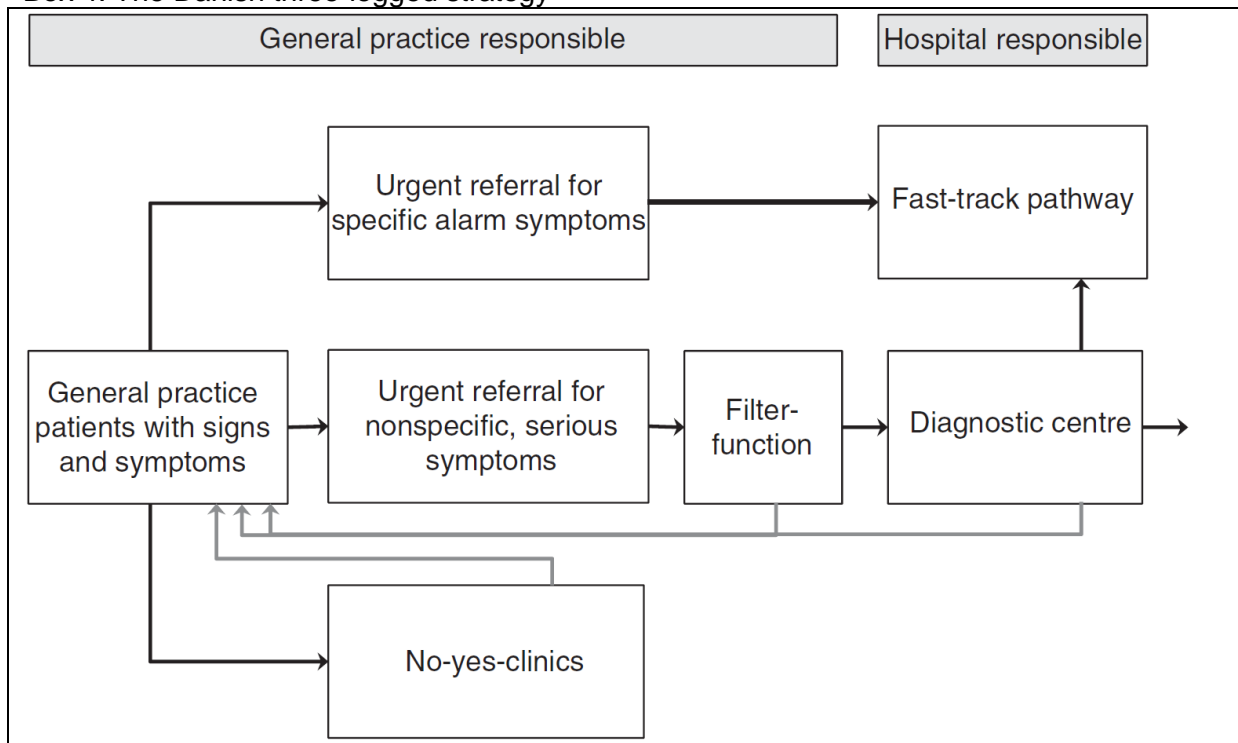 Box 1. The Danish three-legged strategy
General practice responsible
Hospital responsible
Urgent referral for
specific alarm symptoms
Fast-track pathway
General practice
patients with signs
and symptoms
Urgent referral for
nonspecific, serious
symptoms
Filter-
function
Diagnostic centre
No-yes-clinics